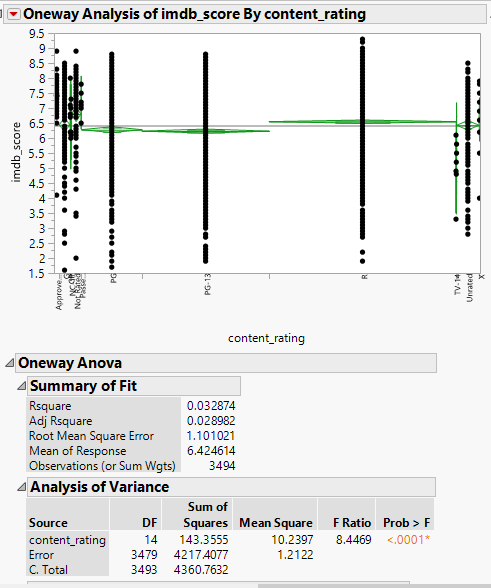 Oneway Analysis of imdb_score By content_rating
9.5
9
8.5
8
7.5
7
6.5
6
5.5
5
4.5
4
3.5
3
2.5
2
1.5
imdb_score
Approve...
G
Not Rated
Passe...
PG
PG-13
R
TV-14
Unrated
X
content_rating
Oneway Anova
Summary of Fit
Rsquare 0.032874
Adj Rsquare 0.028982
Root Mean Square Error 1.101021
Mean of Response 6.424614
Observations (or Sum Wgts) 3494
Analysis of Variance
Source DF Sum of Squares Mean Square F Ratio Prob > F
content_rating 14 143.3555 10.2397 8.4469 <.0001*
Error 3479 4217.4077 1.2122
C. Total 3493 4360.7632